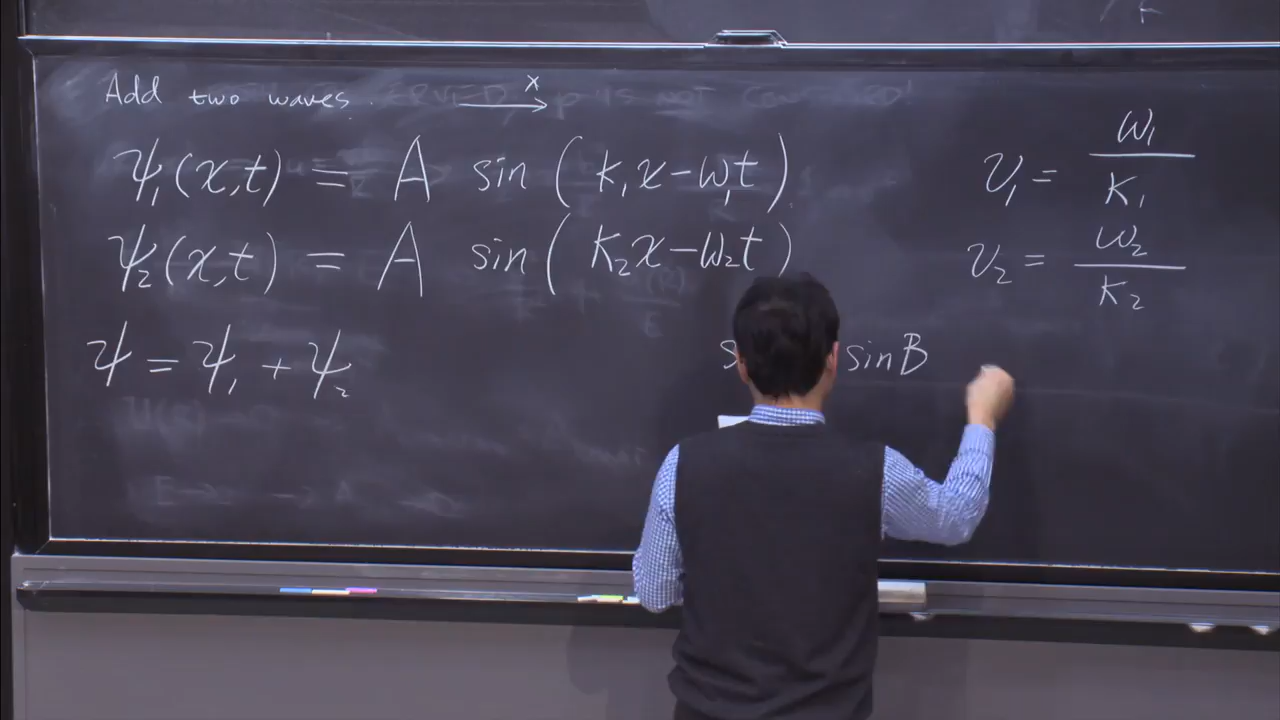 Add two waves. x
ψ₁(x,t) = A sin(k₁x-ω₁t) v₁ = ω₁/k₁
ψ₂(x,t) = A sin(k₂x-ω₂t) v₂ = ω₂/k₂
ψ = ψ₁ + ψ₂ sinB